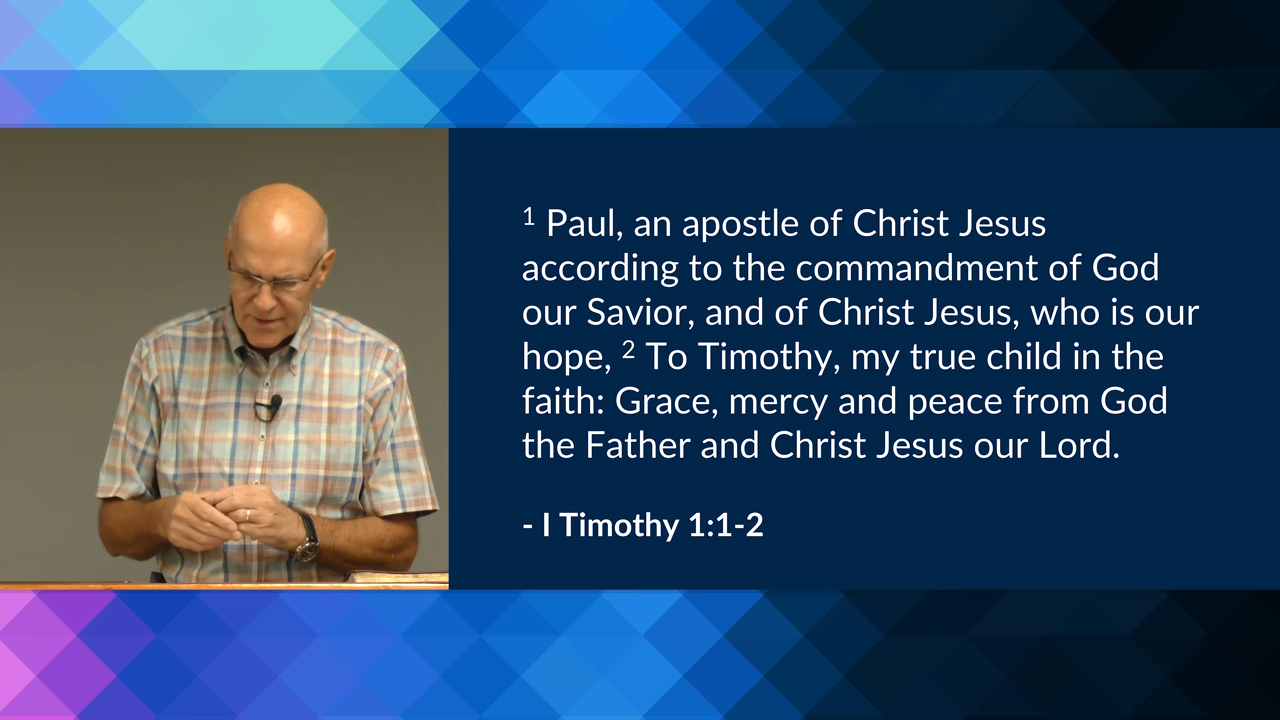 1 Paul, an apostle of Christ Jesus
according to the commandment of God
our Savior, and of Christ Jesus, who is our
hope, 2 To Timothy, my true child in the
faith: Grace, mercy and peace from God
the Father and Christ Jesus our Lord.
- I Timothy 1:1-2